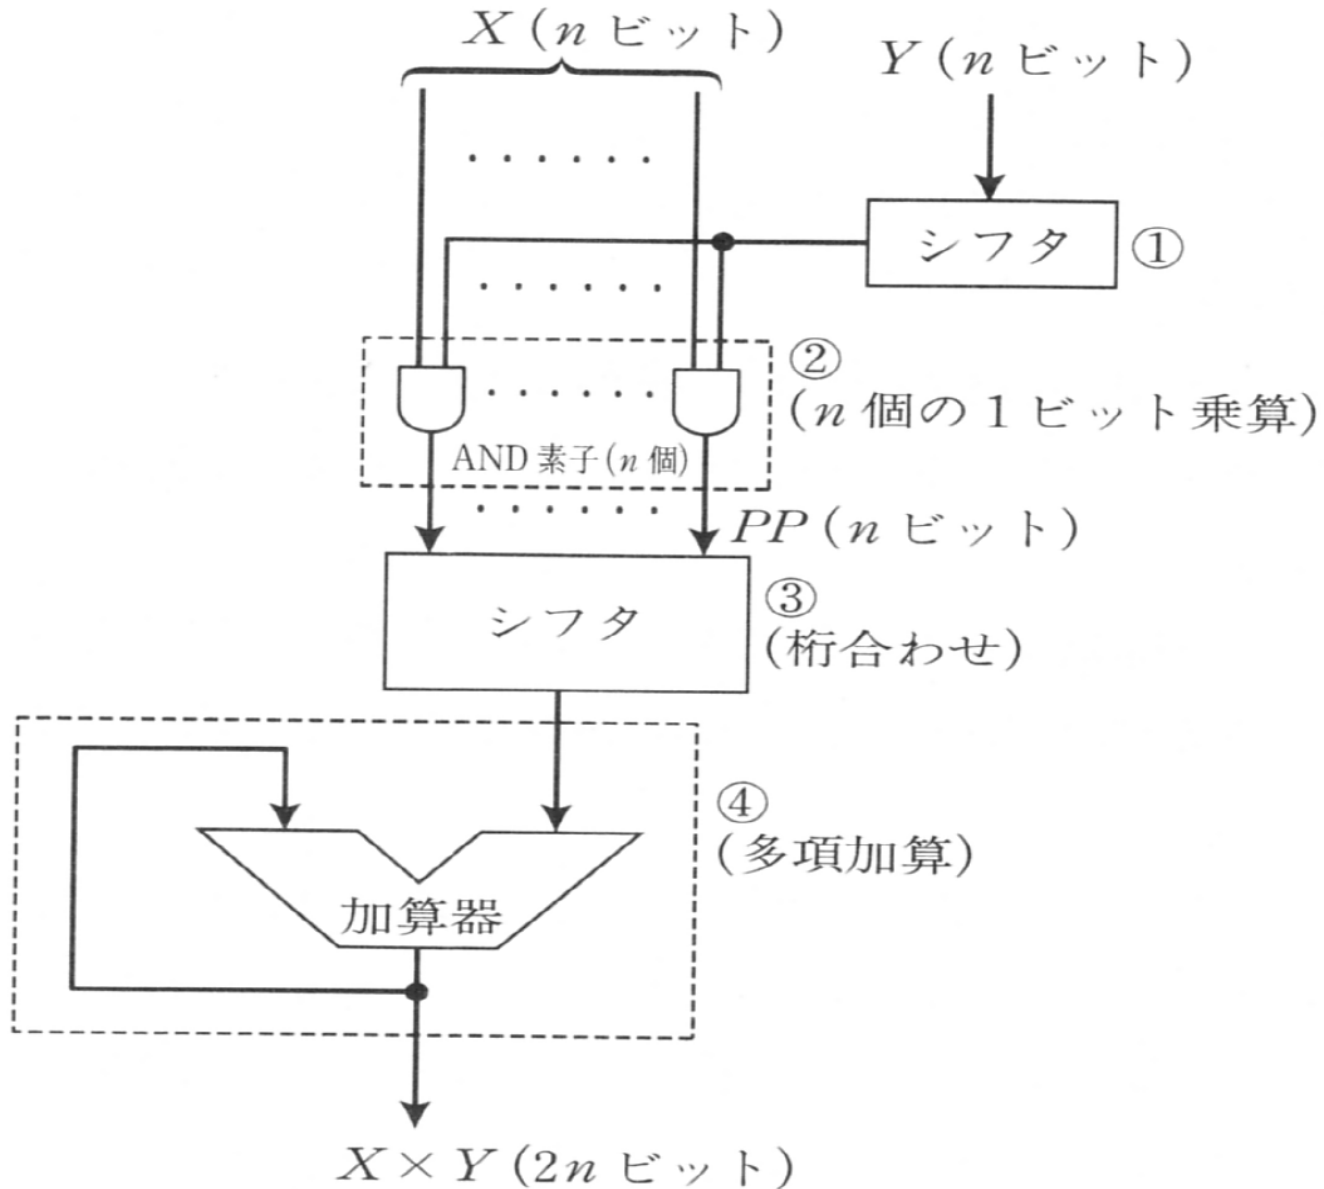 X（n ビット）
Y（n ビット）
シフタ ①
②
（n 個の 1 ビット乗算）
AND 素子（n 個）
PP（n ビット）
シフタ
③
（桁合わせ）
④
（多項加算）
加算器
X × Y（2n ビット）